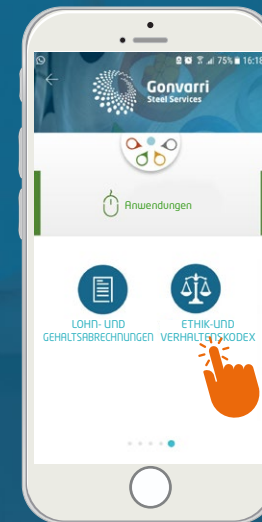 75% 16:18
Gonvarri
Steel Services
Anwendungen
LOHN- UND
GEHALTSABRECHNUNGEN
ETHIK-UND
VERHALTENSKODEX